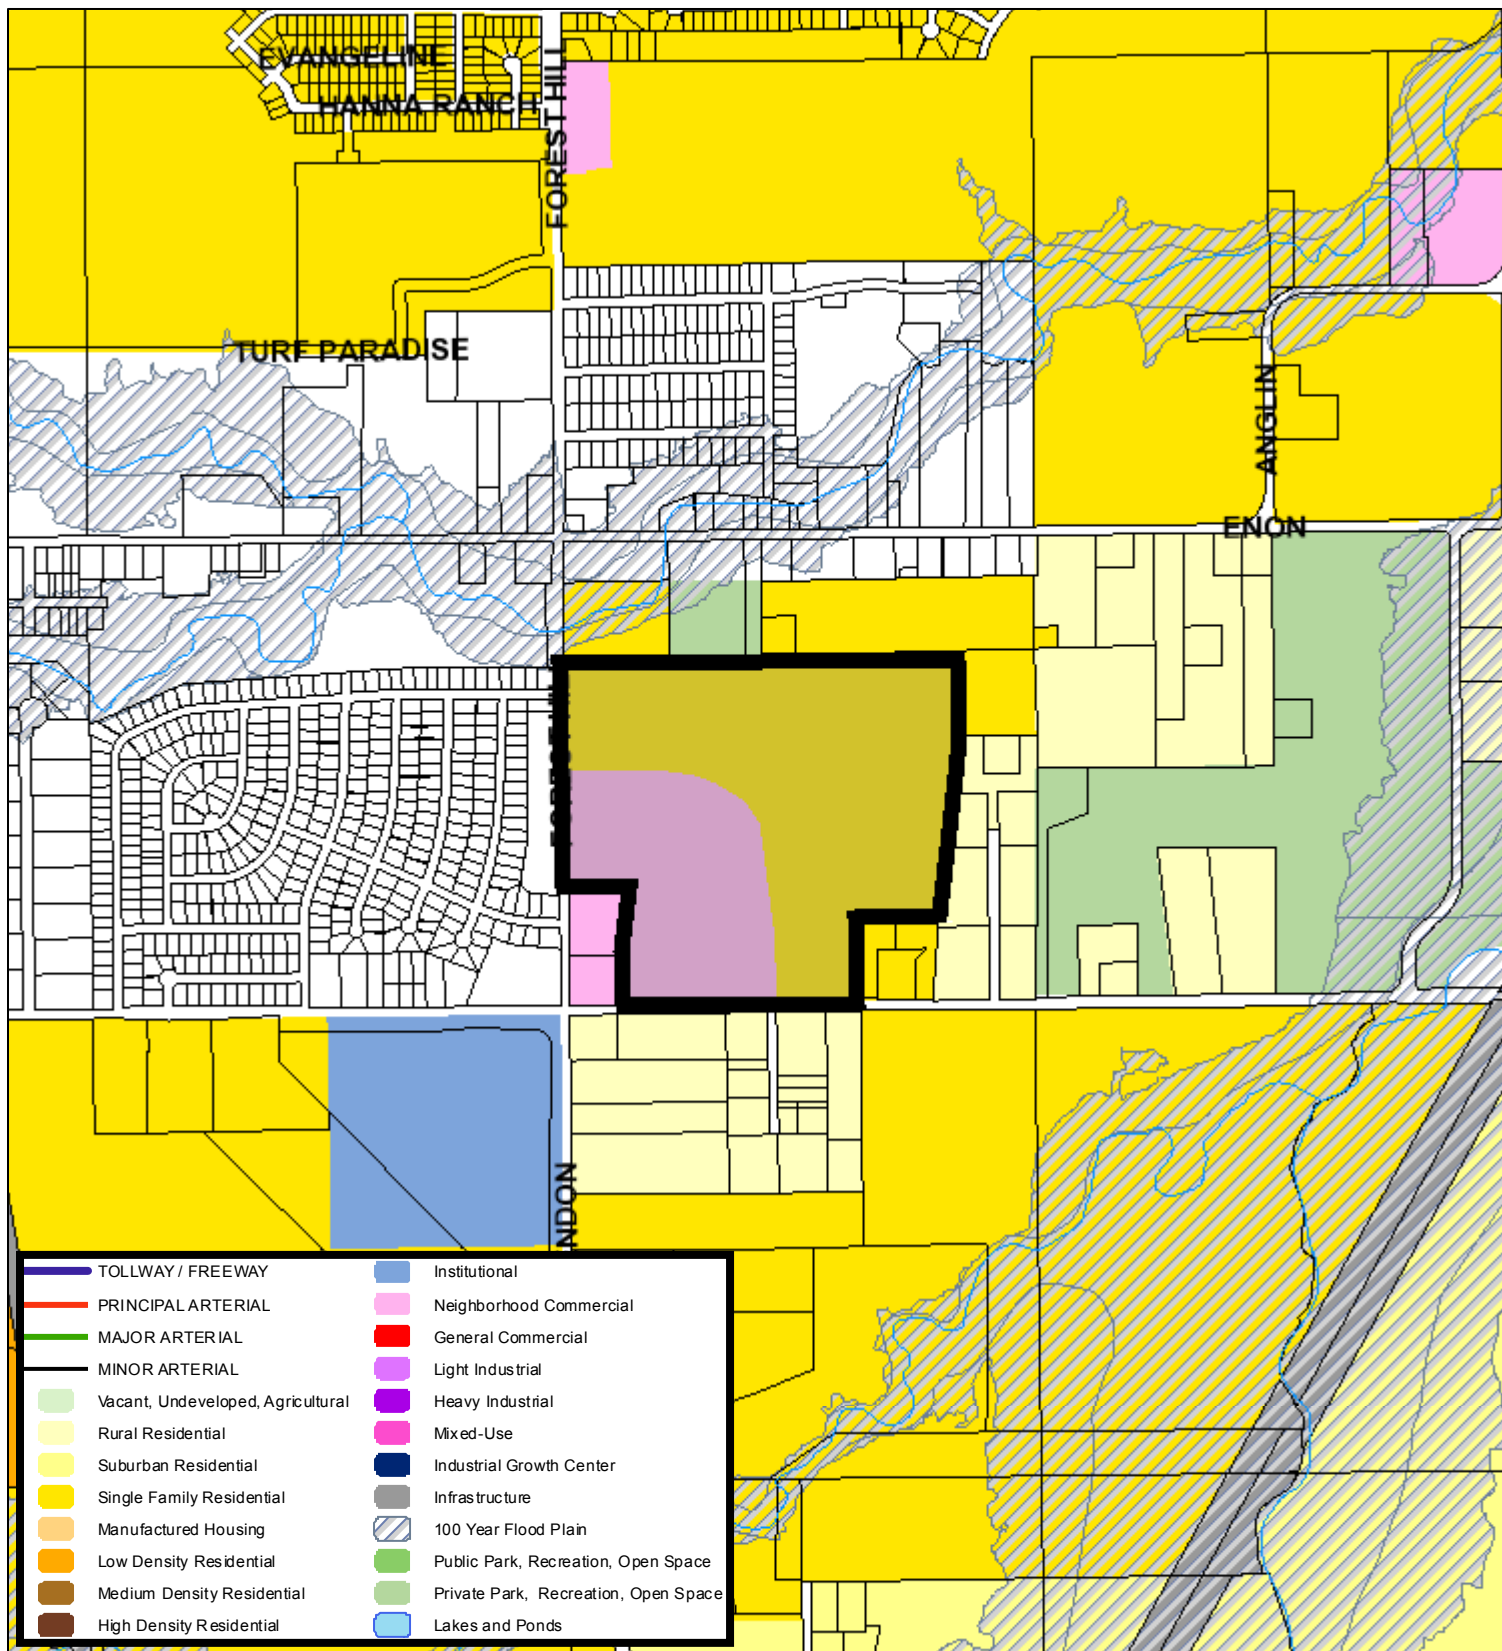 EVANGELINE
HANNA RANCH
FOREST HILL
TURF PARADISE
ANGLIN
ENON
NDON
TOLLWAY / FREEWAY
PRINCIPAL ARTERIAL
MAJOR ARTERIAL
MINOR ARTERIAL
Vacant, Undeveloped, Agricultural
Rural Residential
Suburban Residential
Single Family Residential
Manufactured Housing
Low Density Residential
Medium Density Residential
High Density Residential
Institutional
Neighborhood Commercial
General Commercial
Light Industrial
Heavy Industrial
Mixed-Use
Industrial Growth Center
Infrastructure
100 Year Flood Plain
Public Park, Recreation, Open Space
Private Park, Recreation, Open Space
Lakes and Ponds